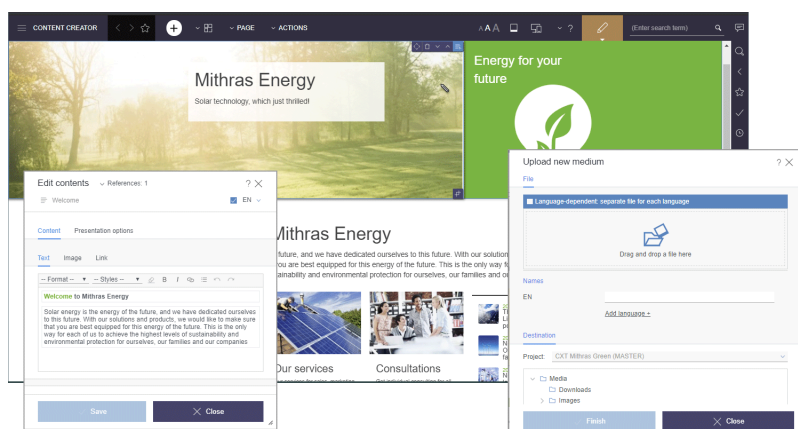 CONTENT CREATOR
PAGE
ACTIONS
A A A
?
(Enter search term)
Mithras Energy
Solar technology, which just thrilled!
Energy for your
future
Edit contents
References: 1
?
Welcome
EN
Content
Presentation options
Text
Image
Link
-- Format --
-- Styles --
B
I
Welcome to Mithras Energy
Solar energy is the energy of the future, and we have dedicated ourselves
to this future. With our solutions and products, we would like to make sure
that you are best equipped for this energy of the future. This is the only
way for each of us to achieve the highest levels of sustainability and
environmental protection for ourselves, our families and our companies
Save
Close
Mithras Energy
future, and we have dedicated ourselves to this future. With our solution
you are best equipped for this energy of the future. This is the only way
sustainability and environmental protection for ourselves, our families and
Our services
Consultations
Upload new medium
?
File
Language-dependent: separate file for each language
Drag and drop a file here
Names
EN
Add language +
Destination
Project:
CXT Mithras Green (MASTER)
Media
Downloads
Images
Finish
Close